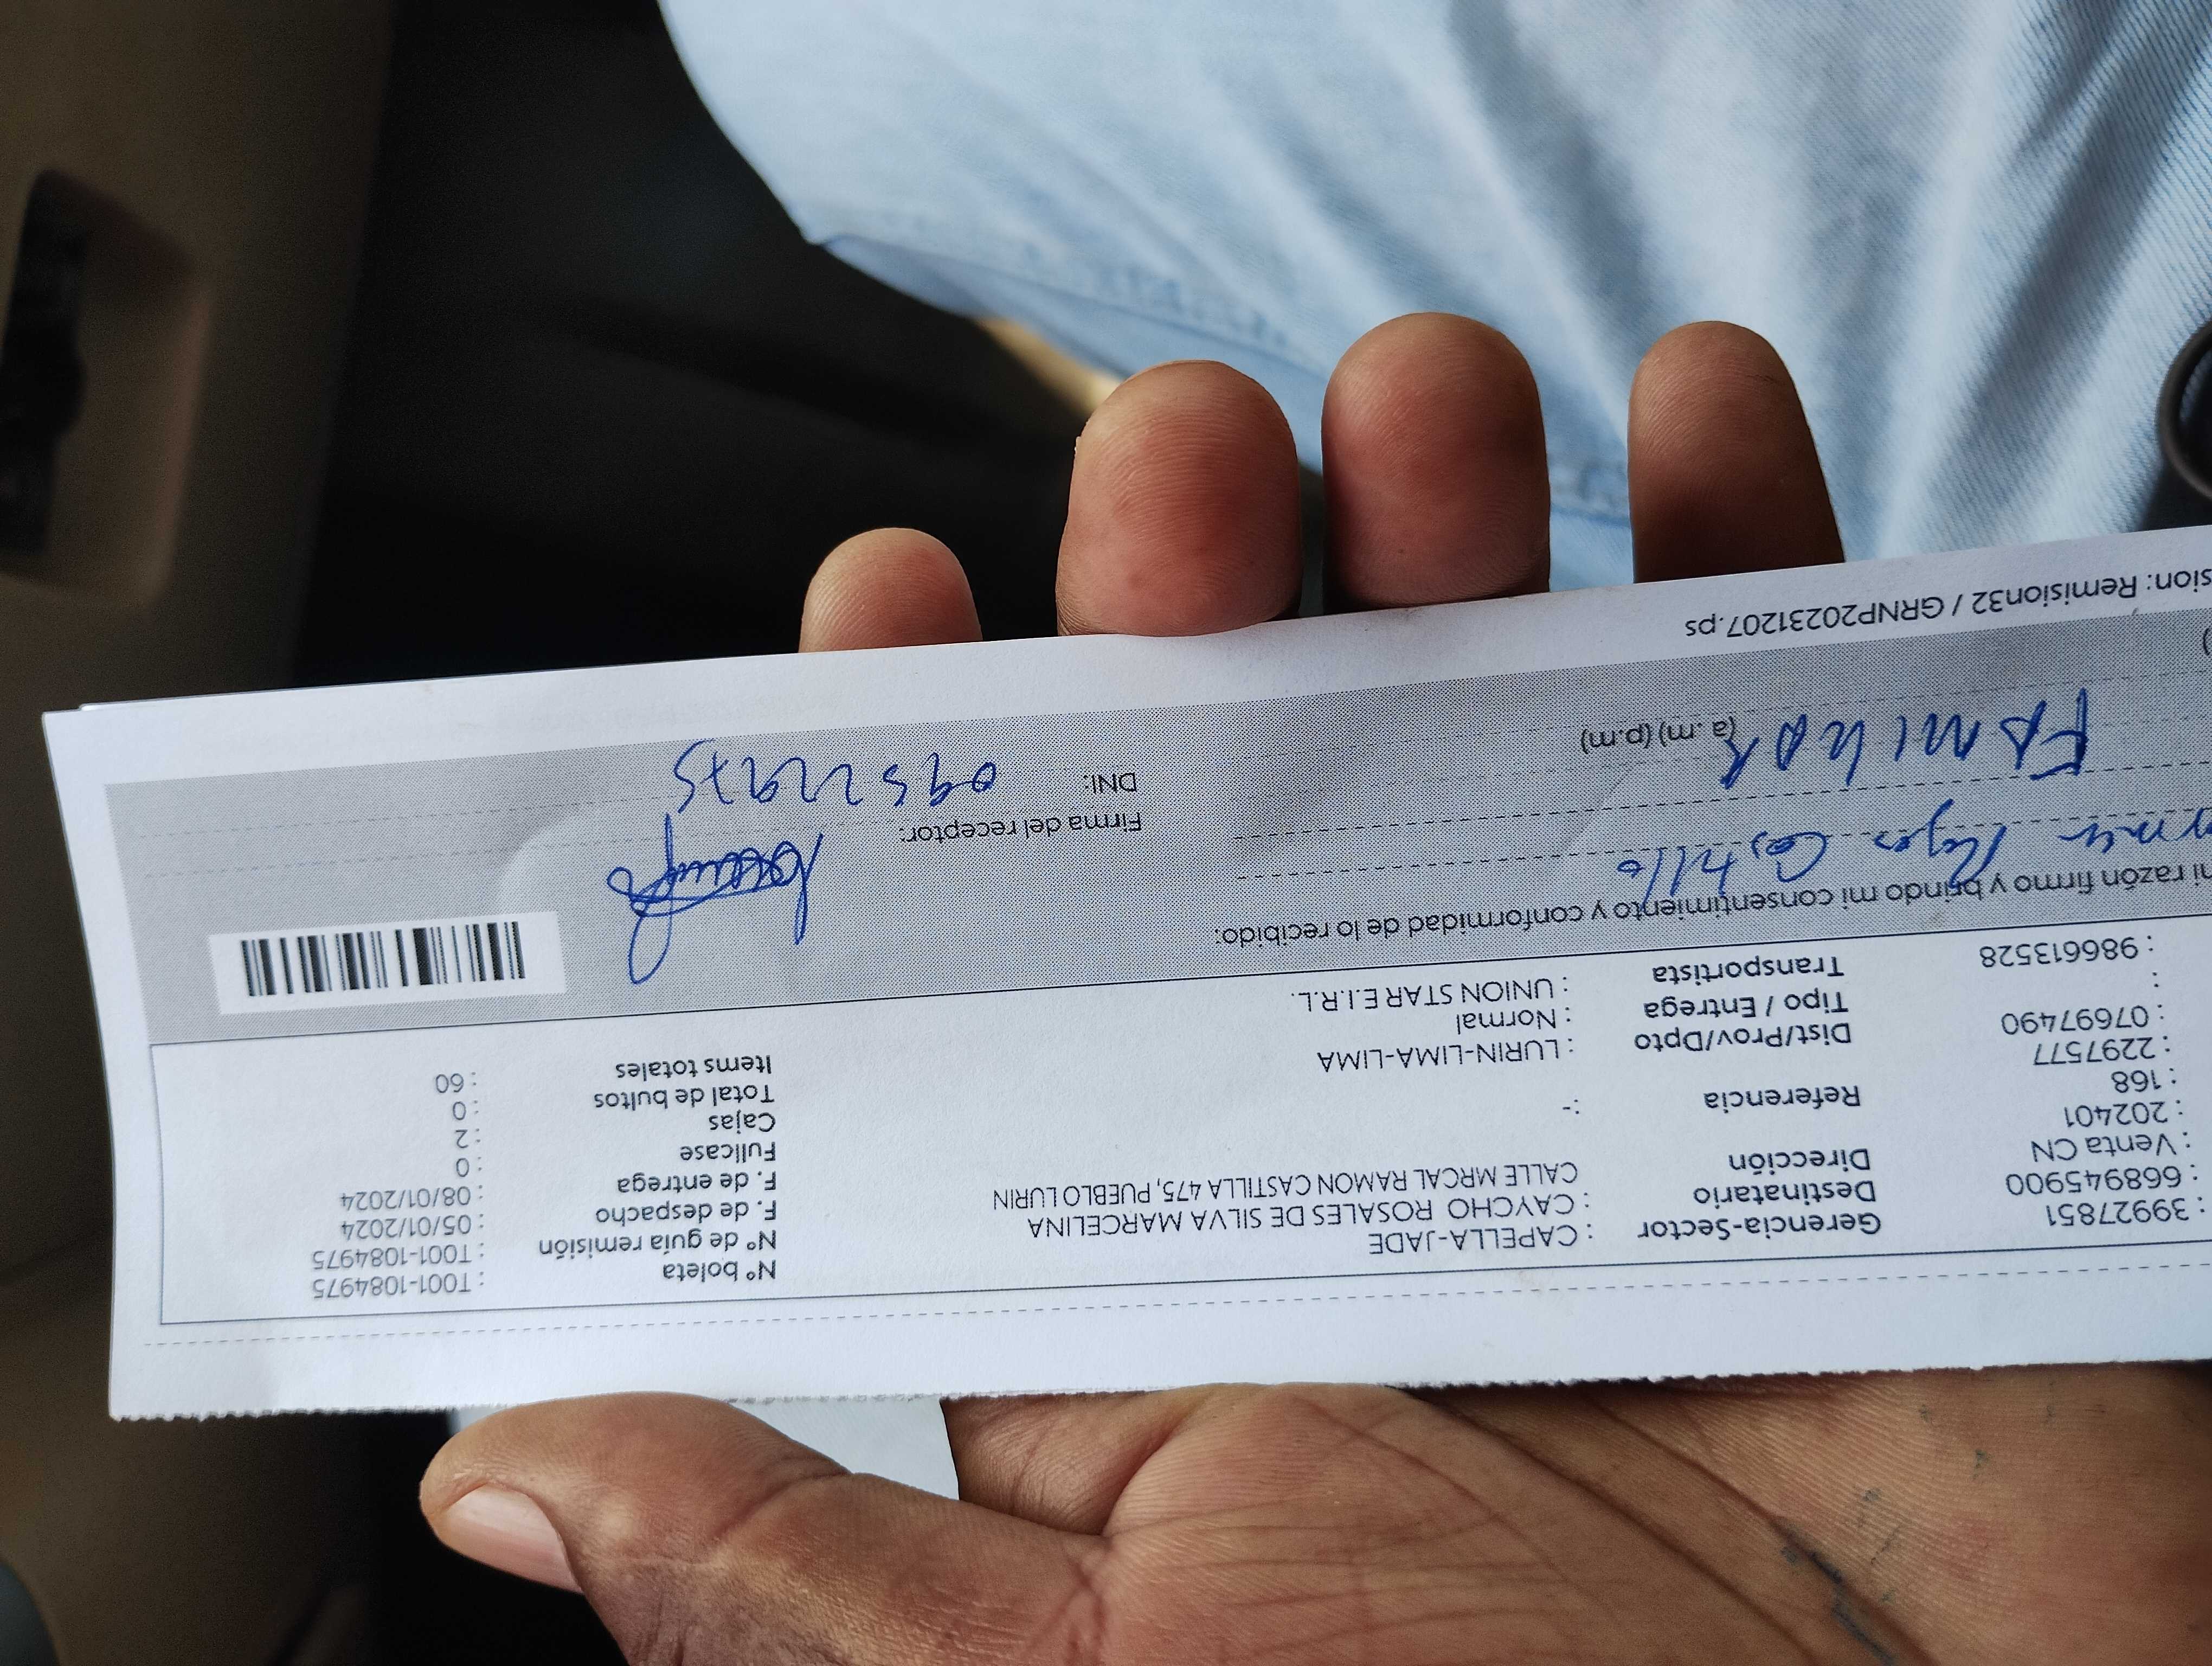 : 39927851 Gerencia-Sector : CAPELLA-JADE Nº boleta : T001-1084975
: 668945900 Destinatario : CAYCHO ROSALES DE SILVA MARCELINA Nº de guía remisión : T001-1084975
: Venta CN Dirección CALLE MRCAL RAMON CASTILLA 475, PUEBLO LURIN F. de despacho : 05/01/2024
: 202401 F. de entrega : 08/01/2024
: 168 Referencia :- Fullcase : 0
: 2297577 Cajas : 2
: 07697490 Dist/Prov/Dpto : LURIN-LIMA-LIMA Total de bultos : 0
: Tipo / Entrega : Normal Items totales : 60
: 986613528 Transportista : UNION STAR E.I.R.L.
mi razón firmo y brindo mi consentimiento y conformidad de lo recibido:
Castillo Firma del receptor:
FAMILIAR (a.m) (p.m) DNI:
sion: Remision32 / GRNP20231207.ps